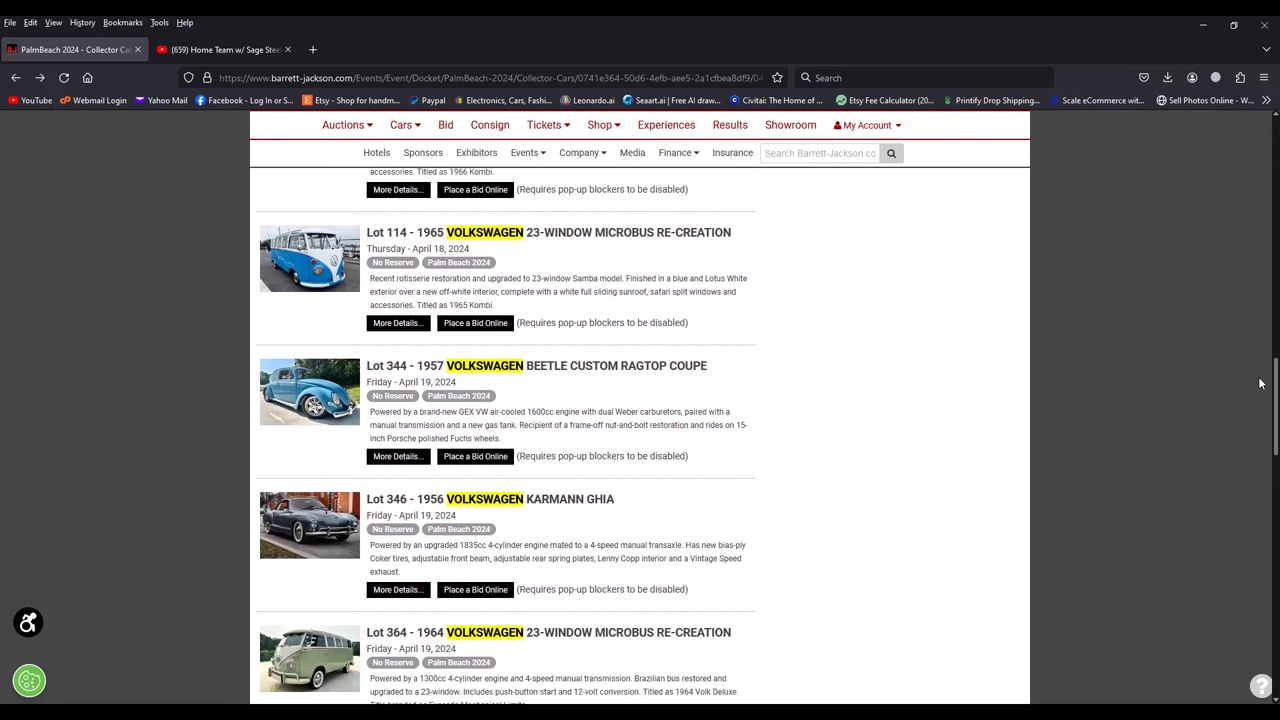 File Edit View History Bookmarks Tools Help
PalmBeach 2024 - Collector Ca
(659) Home Team w/ Sage Stee
https://www.barrett-jackson.com/Events/Event/Docket/PalmBeach-2024/Collector-Cars/0741e364-50d6-4efb-aee5-2a1cfbea8df9/04
Search
YouTube Webmail Login Yahoo Mail Facebook - Log In or S... Etsy - Shop for handm... Paypal Electronics, Cars, Fashi... Leonardo.ai Seaart.ai | Free AI draw... Civitai: The Home of ... Etsy Fee Calculator (20... Printify Drop Shipping... Scale eCommerce wit... Sell Photos Online - W...
Auctions Cars Bid Consign Tickets Shop Experiences Results Showroom My Account
Hotels Sponsors Exhibitors Events Company Media Finance Insurance Search Barrett-Jackson.co
accessories. Titled as 1966 Kombi.
More Details... Place a Bid Online (Requires pop-up blockers to be disabled)
Lot 114 - 1965 VOLKSWAGEN 23-WINDOW MICROBUS RE-CREATION
Thursday - April 18, 2024
No Reserve Palm Beach 2024
Recent rotisserie restoration and upgraded to 23-window Samba model. Finished in a blue and Lotus White
exterior over a new off-white interior, complete with a white full sliding sunroof, safari split windows and
accessories. Titled as 1965 Kombi.
More Details... Place a Bid Online (Requires pop-up blockers to be disabled)
Lot 344 - 1957 VOLKSWAGEN BEETLE CUSTOM RAGTOP COUPE
Friday - April 19, 2024
No Reserve Palm Beach 2024
Powered by a brand-new GEX VW air-cooled 1600cc engine with dual Weber carburetors, paired with a
manual transmission and a new gas tank. Recipient of a frame-off nut-and-bolt restoration and rides on 15-
inch Porsche polished Fuchs wheels.
More Details... Place a Bid Online (Requires pop-up blockers to be disabled)
Lot 346 - 1956 VOLKSWAGEN KARMANN GHIA
Friday - April 19, 2024
No Reserve Palm Beach 2024
Powered by an upgraded 1835cc 4-cylinder engine mated to a 4-speed manual transaxle. Has new bias-ply
Coker tires, adjustable front beam, adjustable rear spring plates, Lenny Copp interior and a Vintage Speed
exhaust.
More Details... Place a Bid Online (Requires pop-up blockers to be disabled)
Lot 364 - 1964 VOLKSWAGEN 23-WINDOW MICROBUS RE-CREATION
Friday - April 19, 2024
No Reserve Palm Beach 2024
Powered by a 1300cc 4-cylinder engine and 4-speed manual transmission. Brazilian bus restored and
upgraded to a 23-window. Includes push-button start and 12-volt conversion. Titled as 1964 Volk Deluxe.